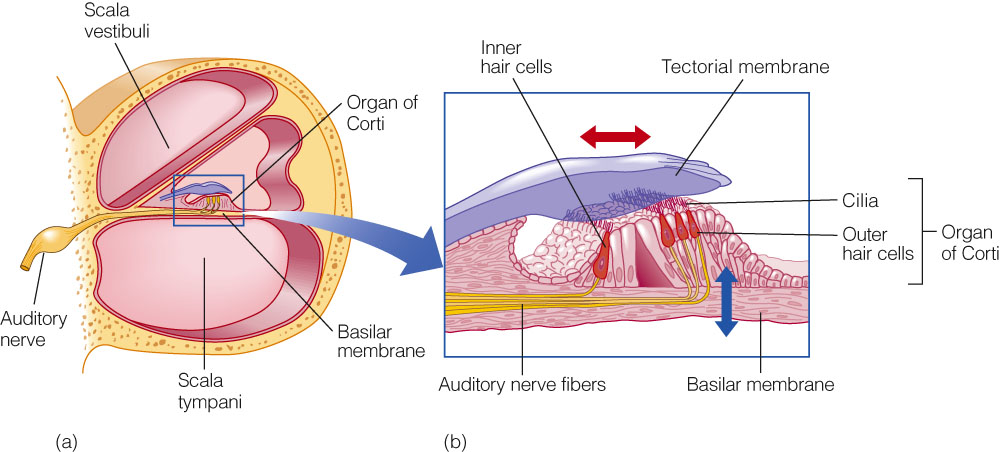 Scala
vestibuli
Organ of
Corti
Auditory
nerve
Scala
tympani
Basilar
membrane
(a)
Inner
hair cells
Tectorial membrane
Cilia
Outer
hair cells
Organ
of Corti
Auditory nerve fibers
Basilar membrane
(b)